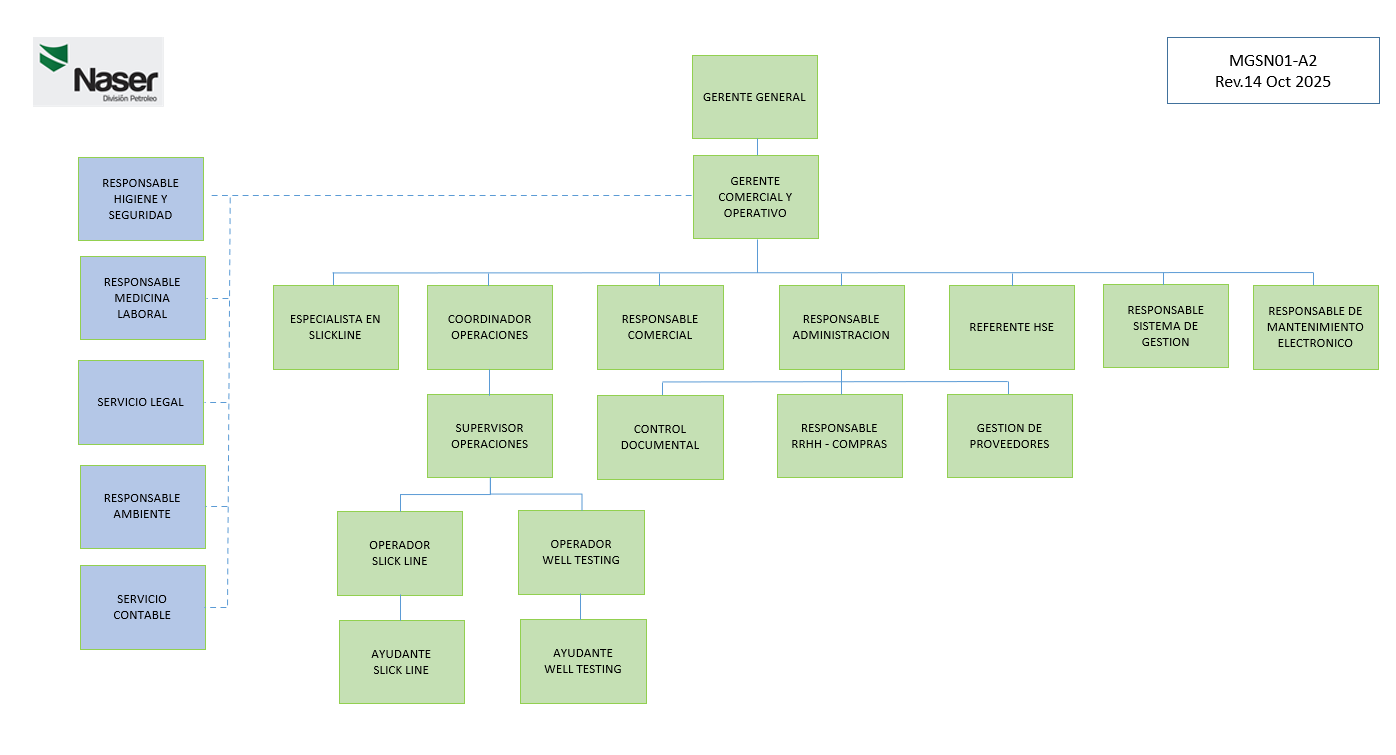 Naser
División Petroleo
MGSN01-A2
Rev.14 Oct 2025
GERENTE GENERAL
GERENTE
COMERCIAL Y
OPERATIVO
RESPONSABLE
HIGIENE Y
SEGURIDAD
RESPONSABLE
MEDICINA
LABORAL
SERVICIO LEGAL
RESPONSABLE
AMBIENTE
SERVICIO
CONTABLE
ESPECIALISTA EN
SLICKLINE
COORDINADOR
OPERACIONES
RESPONSABLE
COMERCIAL
RESPONSABLE
ADMINISTRACION
REFERENTE HSE
RESPONSABLE
SISTEMA DE
GESTION
RESPONSABLE DE
MANTENIMIENTO
ELECTRONICO
SUPERVISOR
OPERACIONES
CONTROL
DOCUMENTAL
RESPONSABLE
RRHH - COMPRAS
GESTION DE
PROVEEDORES
OPERADOR
SLICK LINE
OPERADOR
WELL TESTING
AYUDANTE
SLICK LINE
AYUDANTE
WELL TESTING